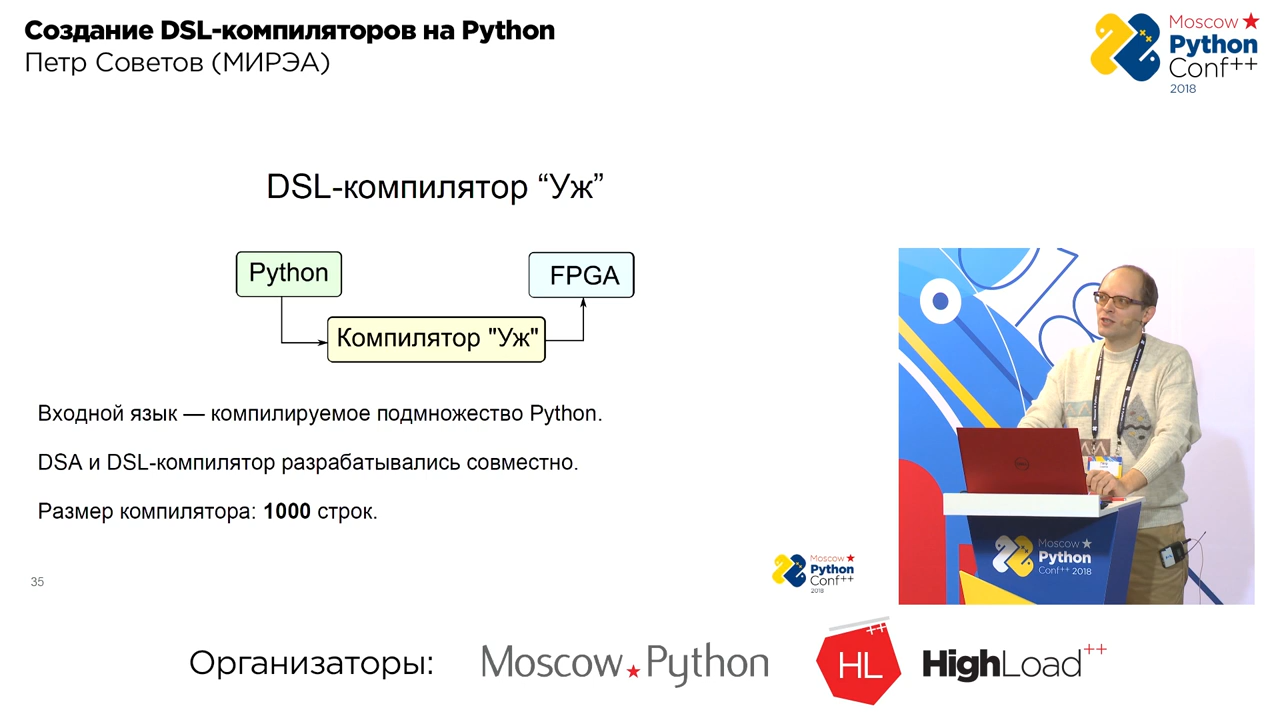 Создание DSL-компиляторов на Python
Петр Советов (МИРЭА)
Moscow
Python
Conf++
2018
DSL-компилятор “Уж”
Python
FPGA
Компилятор "Уж"
Входной язык — компилируемое подмножество Python.
DSA и DSL-компилятор разрабатывались совместно.
Размер компилятора: 1000 строк.
35
Moscow
Python
Conf++
2018
Moscow
Python
Conf++ 2018
Организаторы:
Moscow Python
HL++
HighLoad++